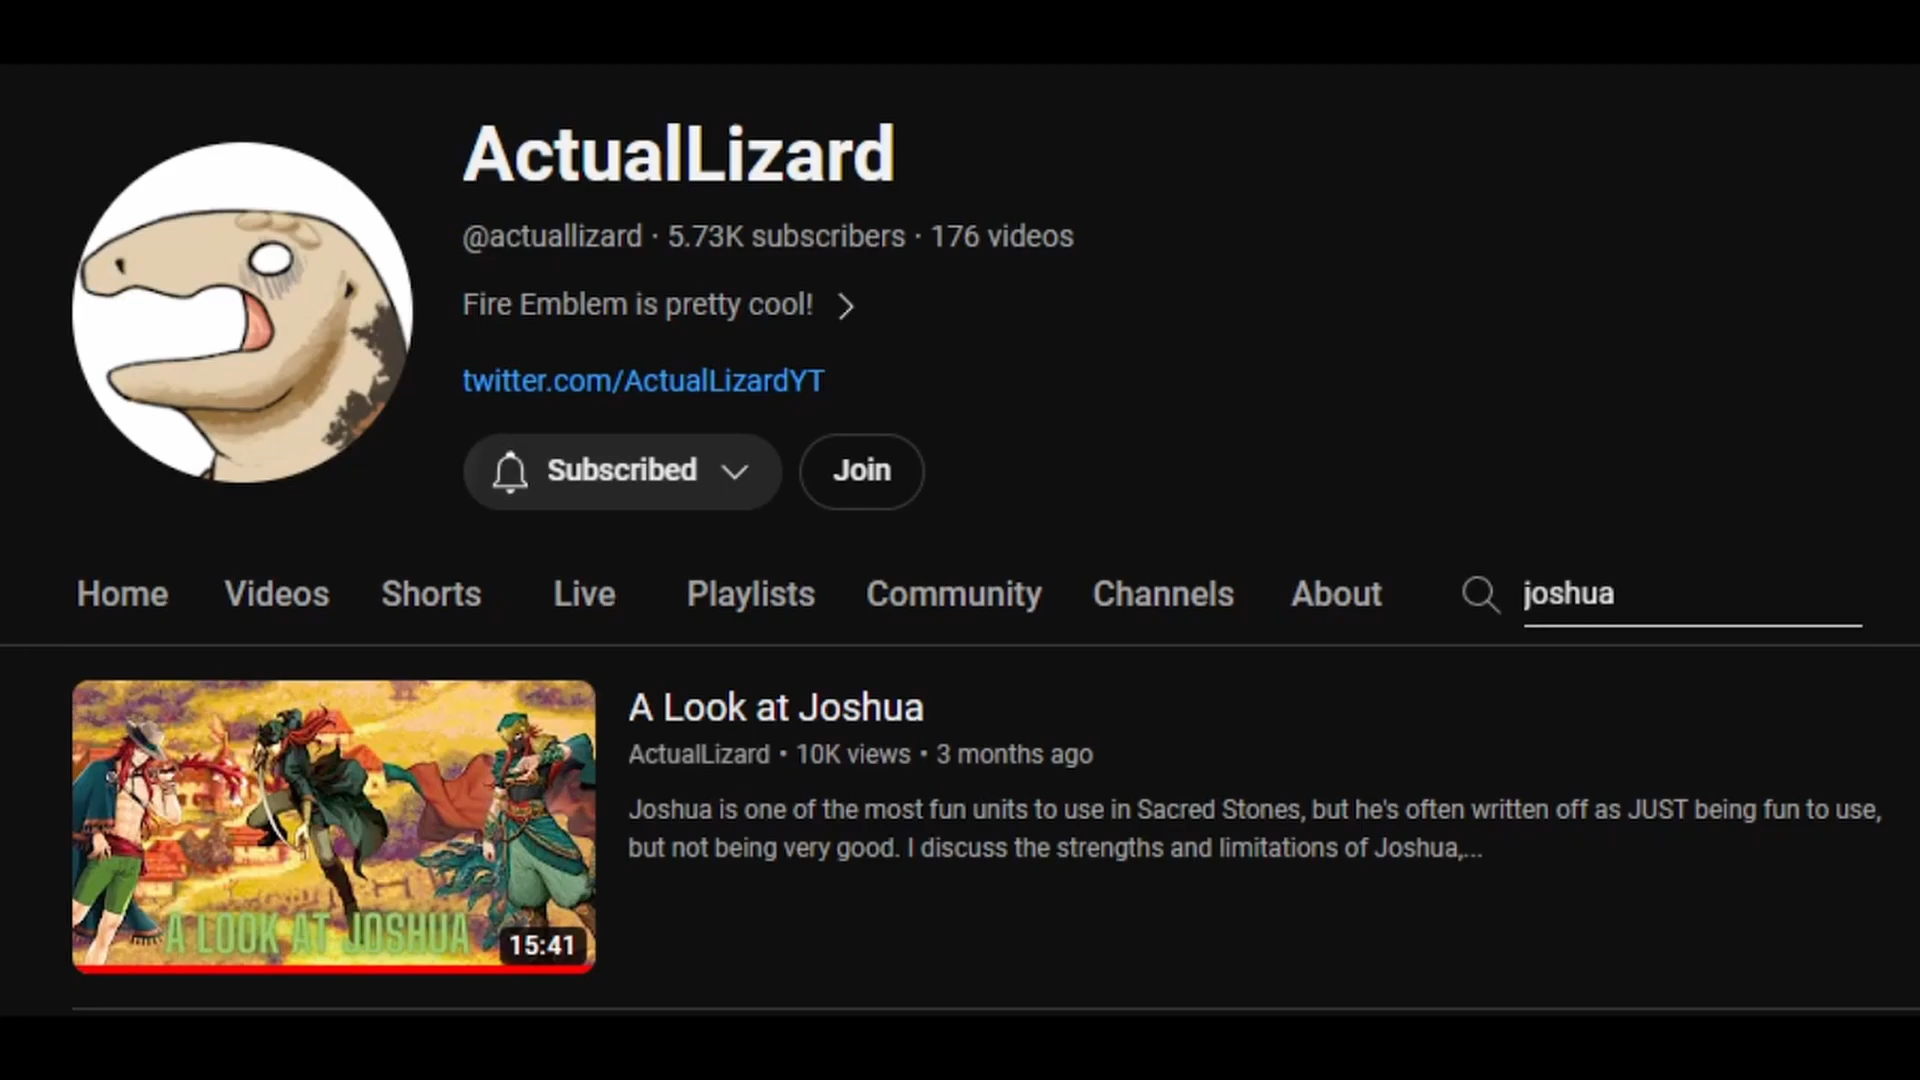 ActualLizard
@actuallizard · 5.73K subscribers · 176 videos
Fire Emblem is pretty cool!
twitter.com/ActualLizardYT
Subscribed Join
Home Videos Shorts Live Playlists Community Channels About joshua
A Look at Joshua
ActualLizard • 10K views • 3 months ago
Joshua is one of the most fun units to use in Sacred Stones, but he's often written off as JUST being fun to use,
but not being very good. I discuss the strengths and limitations of Joshua,...
A LOOK AT JOSHUA
15:41